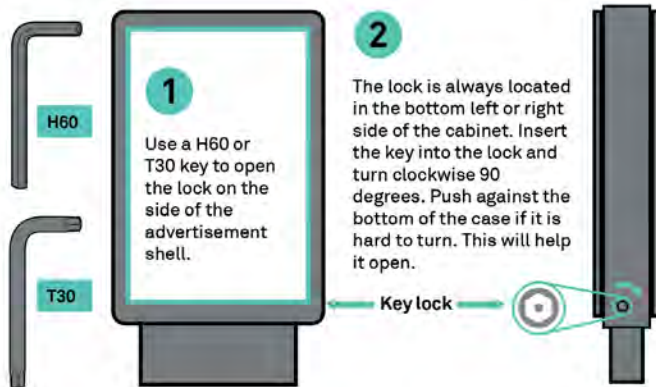 H60
T30
1
Use a H60 or
T30 key to open
the lock on the
side of the
advertisement
shell.
2
The lock is always located
in the bottom left or right
side of the cabinet. Insert
the key into the lock and
turn clockwise 90
degrees. Push against the
bottom of the case if it is
hard to turn. This will help
it open.
Key lock